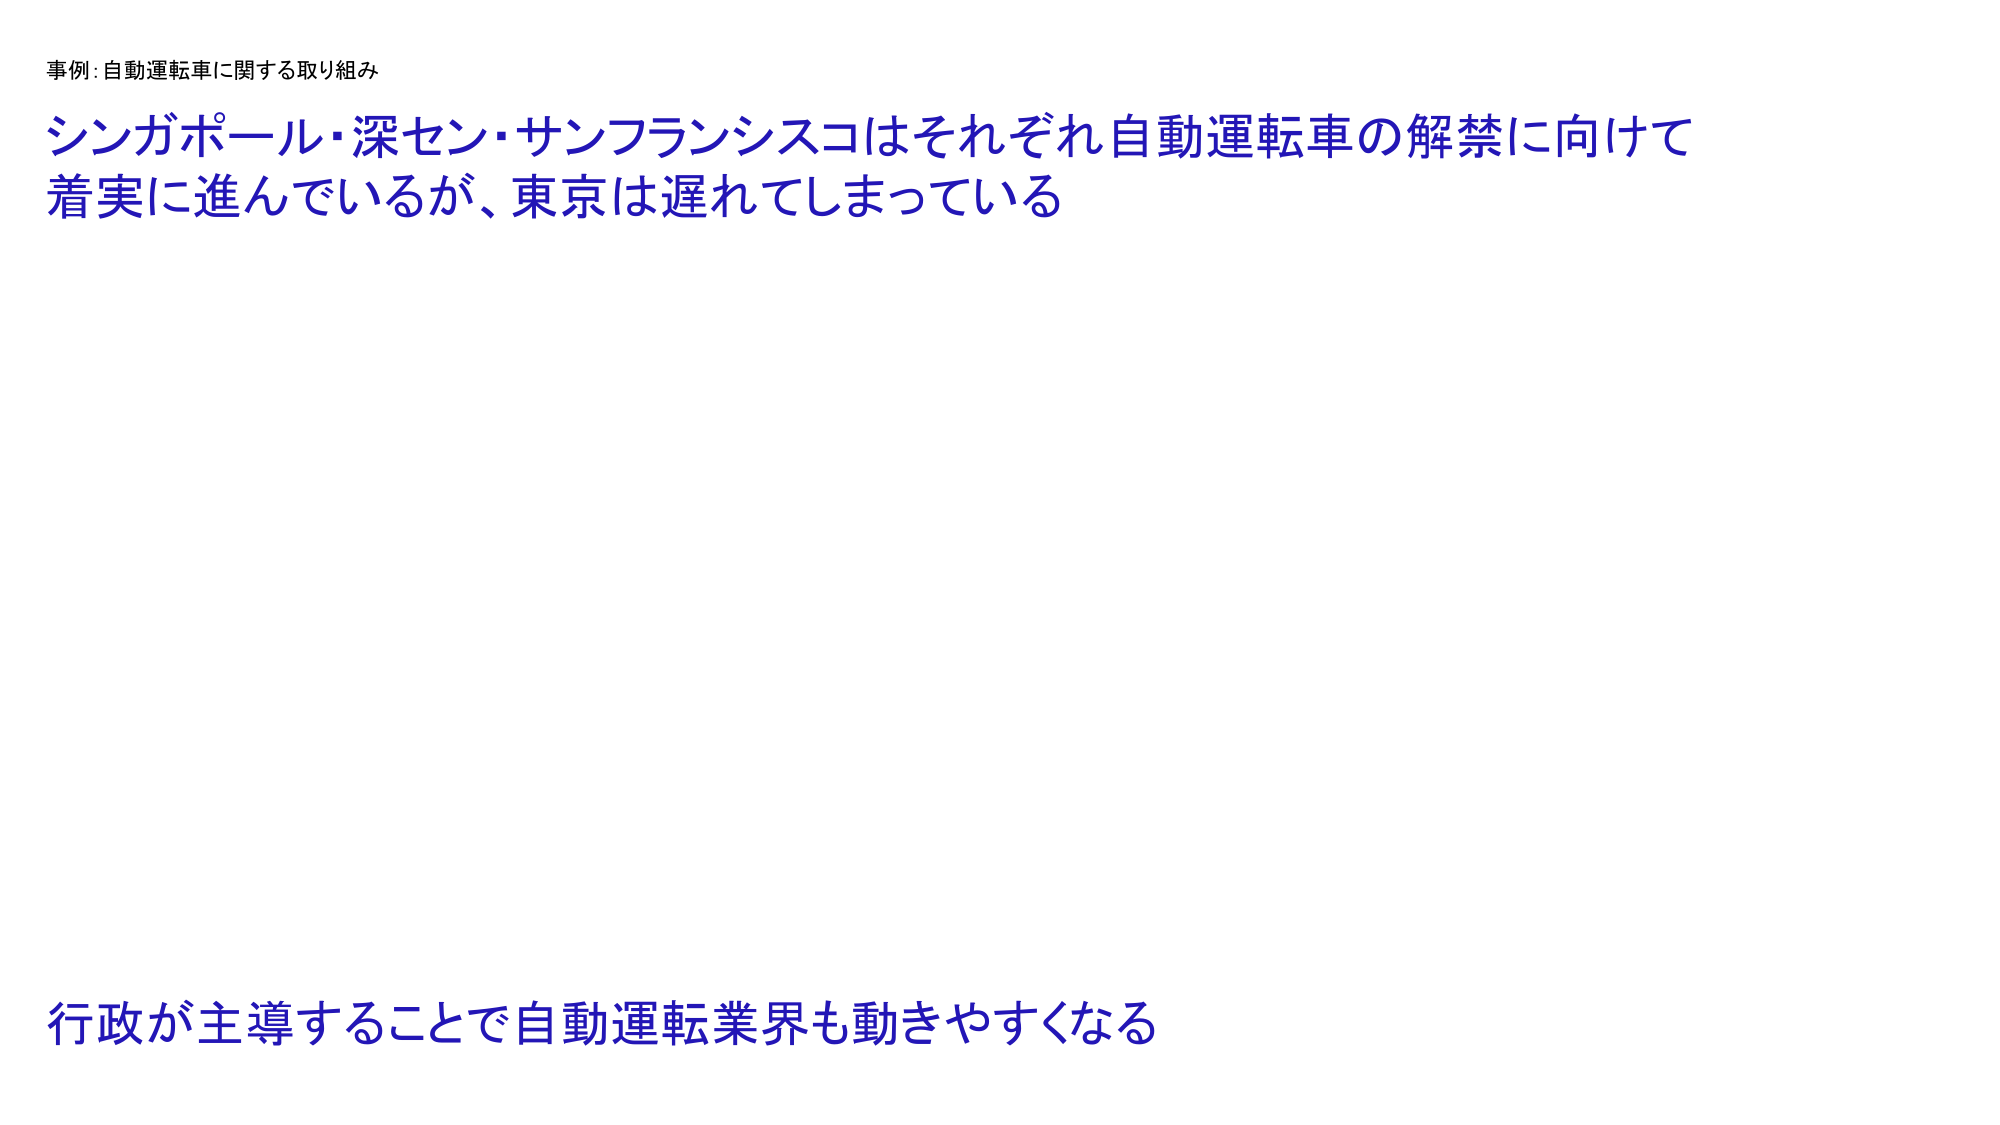 事例：自動運転車に関する取り組み
シンガポール・深セン・サンフランシスコはそれぞれ自動運転車の解禁に向けて
着実に進んでいるが、東京は遅れてしまっている
行政が主導することで自動運転業界も動きやすくなる